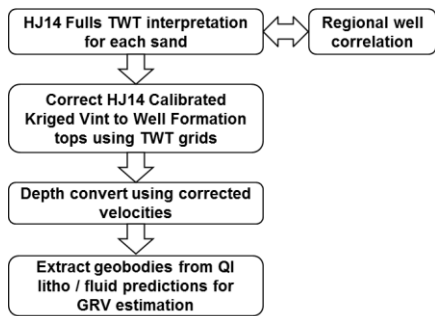 HJ14 Fulls TWT interpretation
for each sand
Regional well
correlation
Correct HJ14 Calibrated
Kriged Vint to Well Formation
tops using TWT grids
Depth convert using corrected
velocities
Extract geobodies from QI
litho / fluid predictions for
GRV estimation